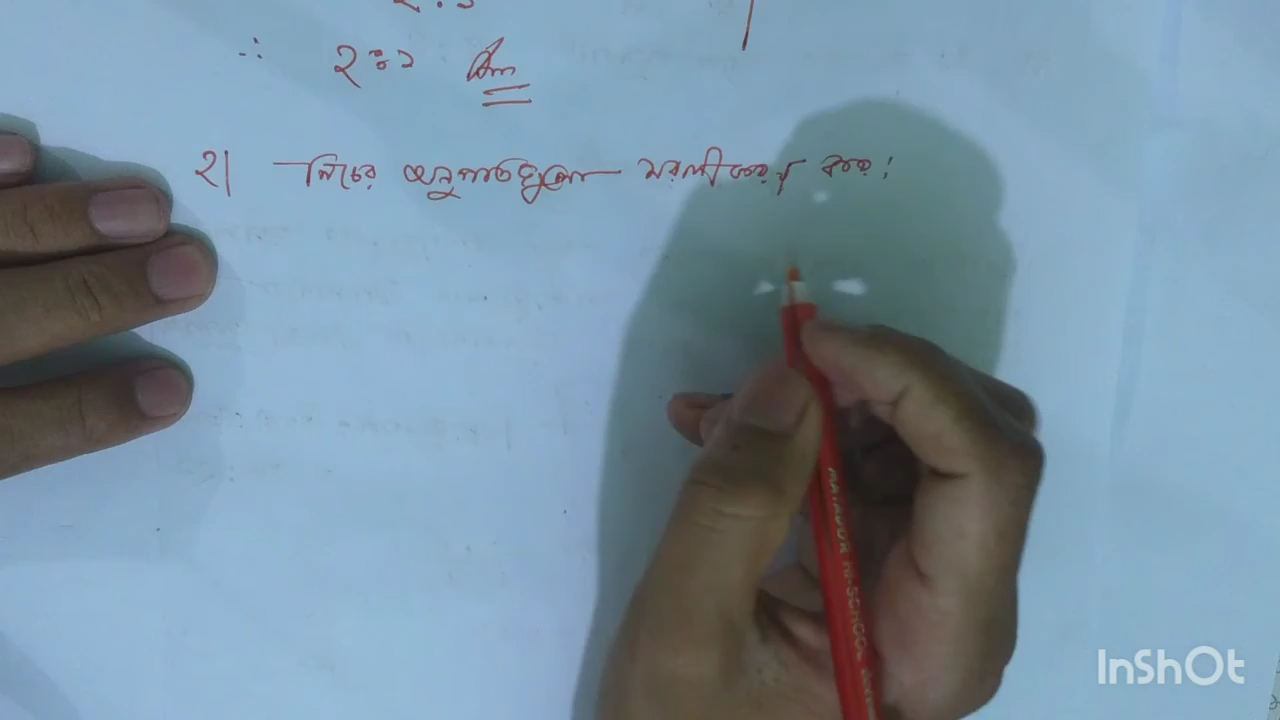 ∴ ২ : ১ Ans
২। নিচের অনুপাতগুলো সরলীকরণ কর:
InShOt